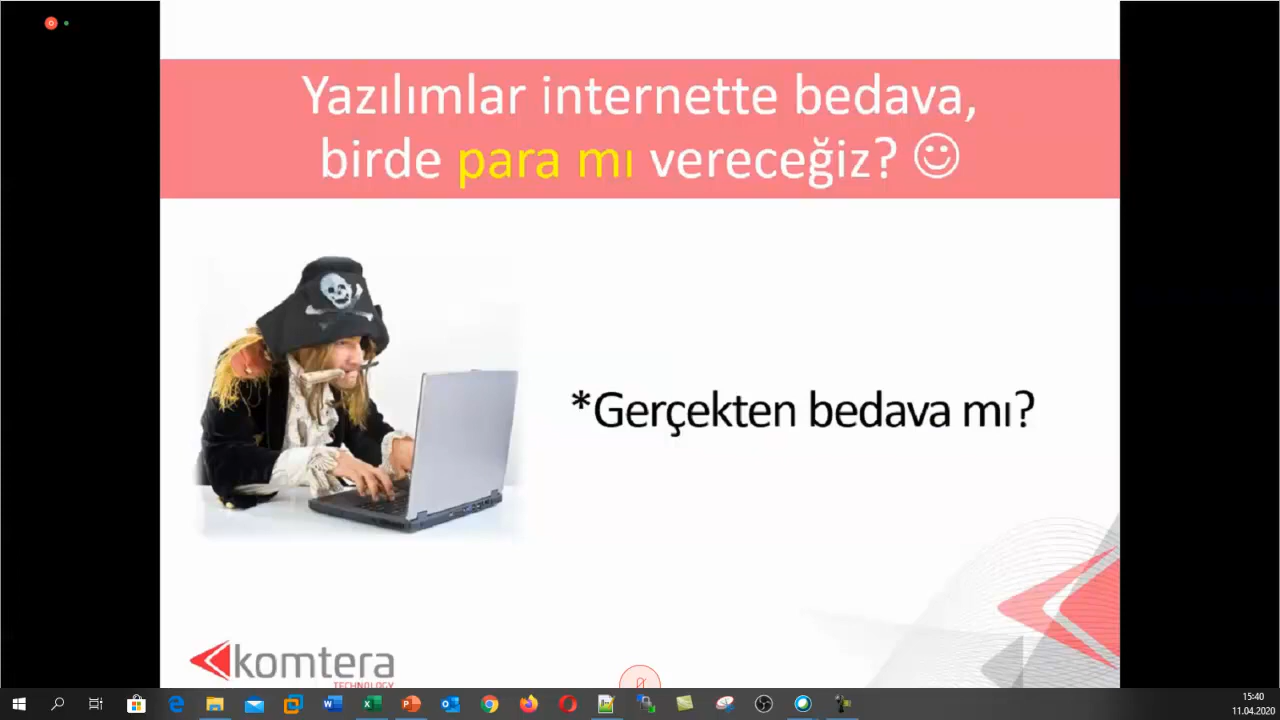 Yazılımlar internette bedava,
birde para mı vereceğiz?
*Gerçekten bedava mı?
komtera
TECHNOLOGY
15:40
11.04.2020